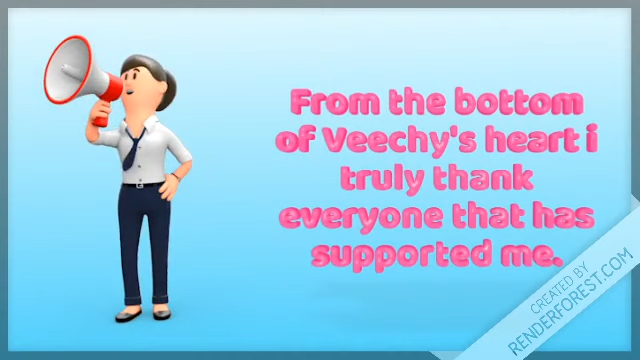 From the bottom
of Veechy's heart i
truly thank
everyone that has
supported me.
CREATED BY
RENDERFOREST.COM